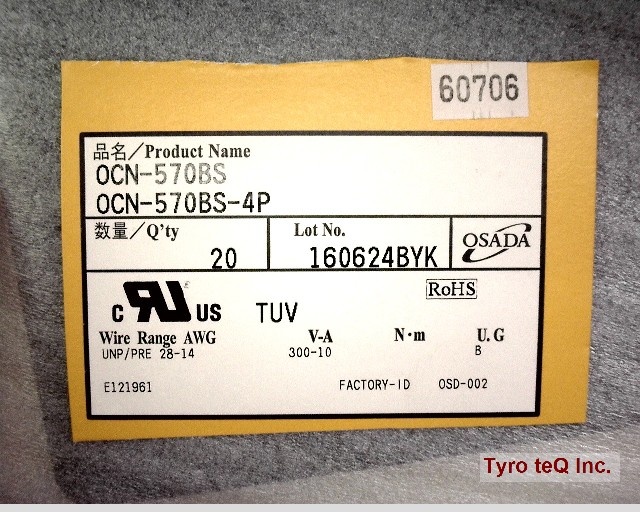 60706
品名/Product Name
OCN-570BS
OCN-570BS-4P
数量/Q'ty
20
Lot No.
160624BYK
OSADA
RoHS
c RU US TUV
Wire Range AWG V-A N·m U.G
UNP/PRE 28-14 300-10 B
E121961 FACTORY-ID OSD-002
Tyro teQ Inc.